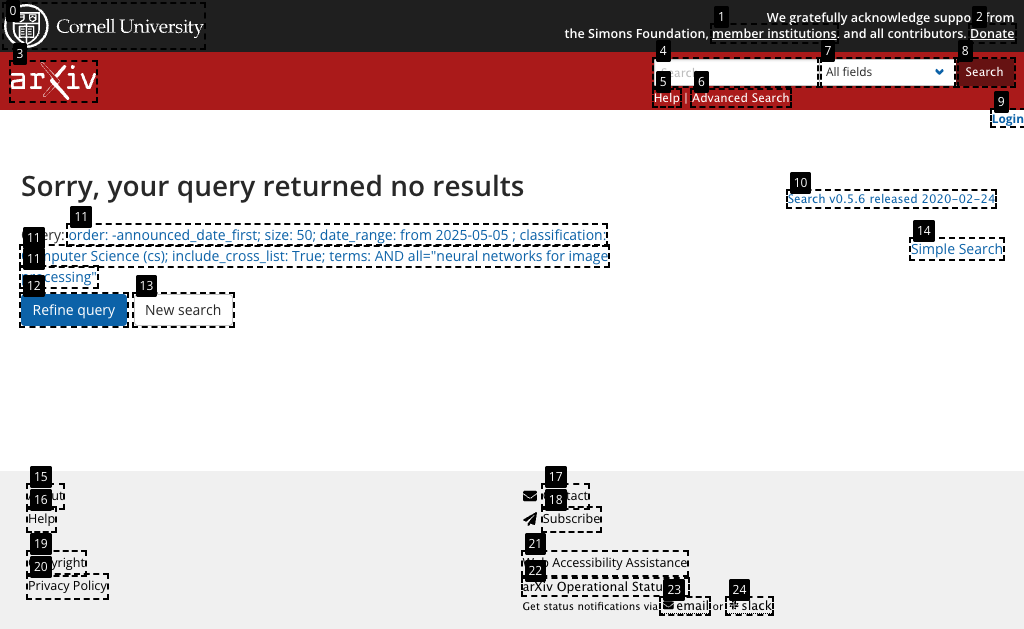 0
Cornell University
1
2
We gratefully acknowledge suppo from
the Simons Foundation, member institutions. and all contributors. Donate
3
4
7
8
arXiv
Search
All fields
Search
5
6
Help | Advanced Search
9
Login
Sorry, your query returned no results
10
Search v0.5.6 released 2020-02-24
11
11
order: -announced_date_first; size: 50; date_range: from 2025-05-05 ; classification:
14
Simple Search
11
Computer Science (cs); include_cross_list: True; terms: AND all="neural networks for image
processing"
12
13
Refine query
New search
15
17
16
18
Help
Subscribe
19
21
20
22
Web Accessibility Assistance
Privacy Policy
arXiv Operational Status
23
24
Get status notifications via email or slack